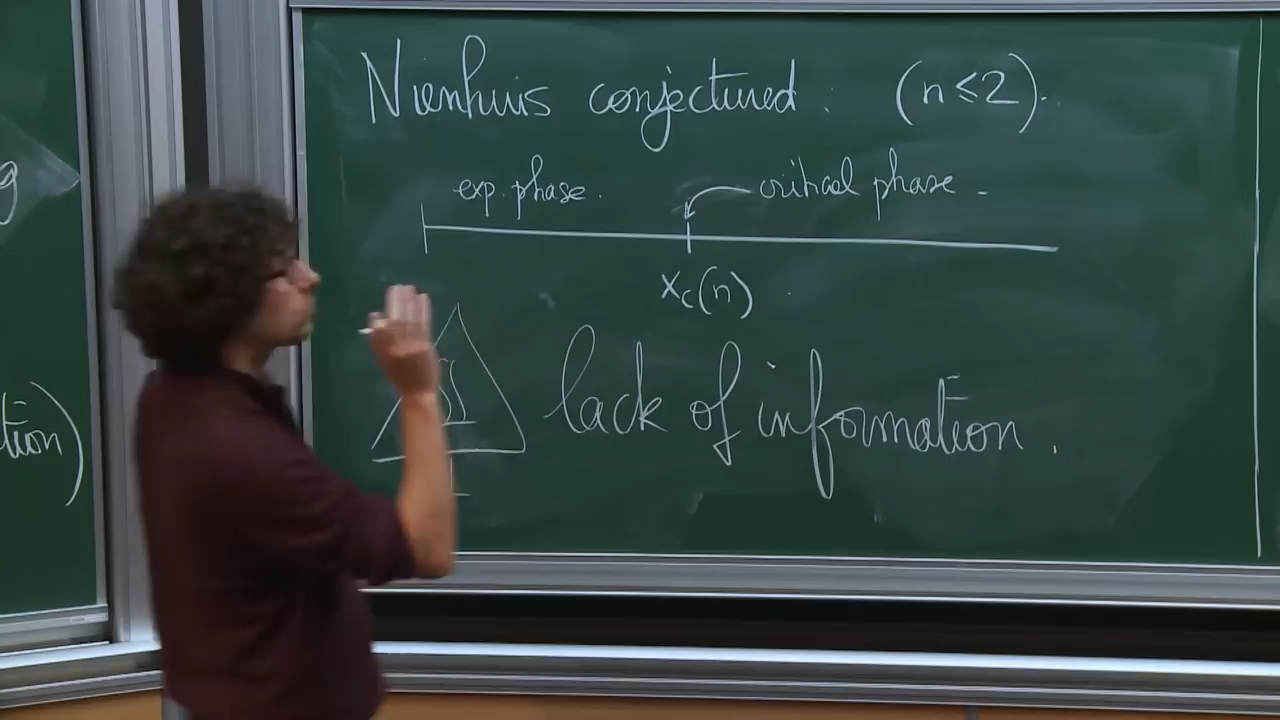 Nienhuis conjectured : (n ≤ 2).
exp. phase. critical phase -
x_c(n).
lack of information.
tion)
g